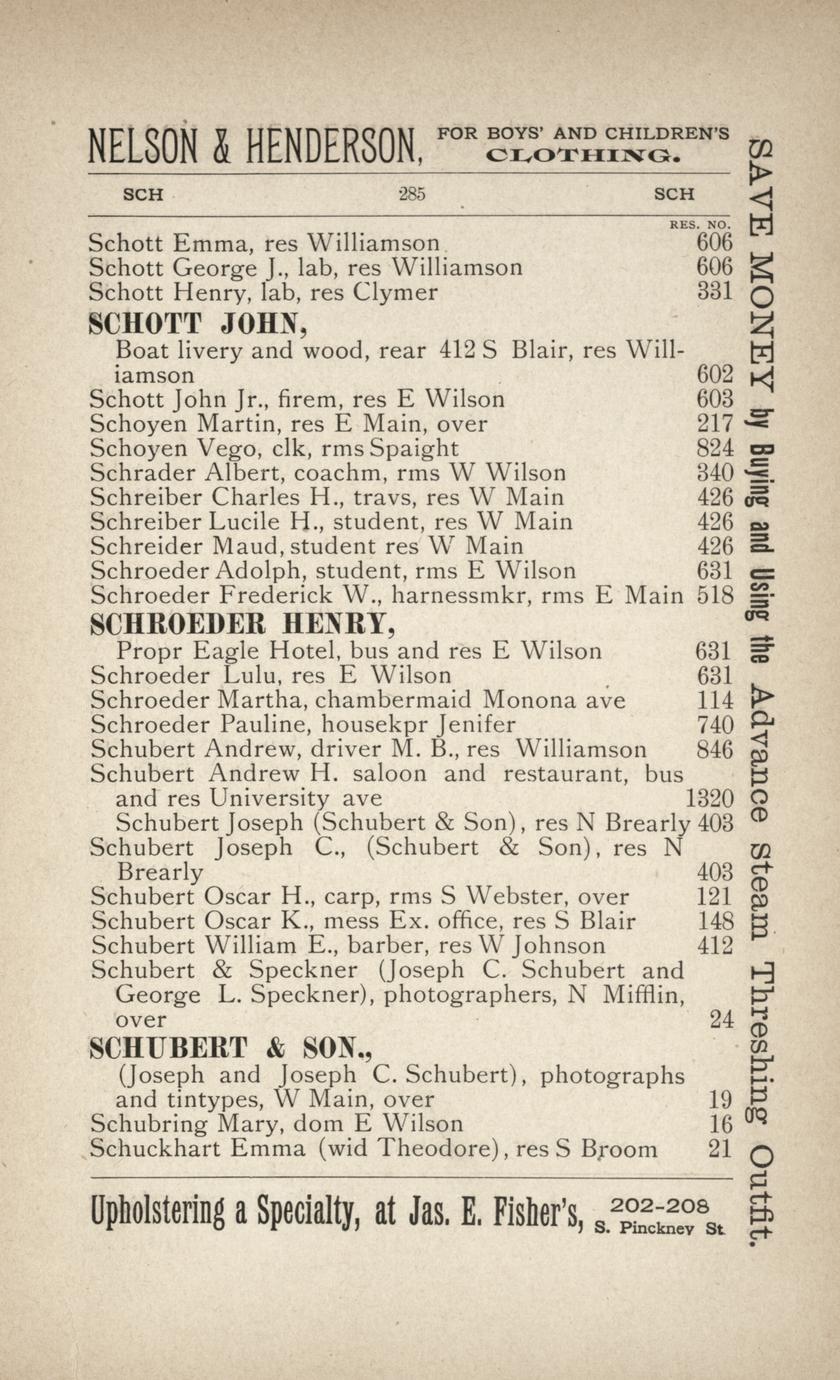 NELSON & HENDERSON, FOR BOYS' AND CHILDREN'S CLOTHING.
SCH 285 SCH
RES. NO.
Schott Emma, res Williamson 606
Schott George J., lab, res Williamson 606
Schott Henry, lab, res Clymer 331
SCHOTT JOHN,
Boat livery and wood, rear 412 S Blair, res Will-
iamson 602
Schott John Jr., firem, res E Wilson 603
Schoyen Martin, res E Main, over 217
Schoyen Vego, clk, rms Spaight 824
Schrader Albert, coachm, rms W Wilson 340
Schreiber Charles H., travs, res W Main 426
Schreiber Lucile H., student, res W Main 426
Schreider Maud, student res W Main 426
Schroeder Adolph, student, rms E Wilson 631
Schroeder Frederick W., harnessmkr, rms E Main 518
SCHROEDER HENRY,
Propr Eagle Hotel, bus and res E Wilson 631
Schroeder Lulu, res E Wilson 631
Schroeder Martha, chambermaid Monona ave 114
Schroeder Pauline, housekpr Jenifer 740
Schubert Andrew, driver M. B., res Williamson 846
Schubert Andrew H. saloon and restaurant, bus
and res University ave 1320
Schubert Joseph (Schubert & Son), res N Brearly 403
Schubert Joseph C., (Schubert & Son), res N
Brearly 403
Schubert Oscar H., carp, rms S Webster, over 121
Schubert Oscar K., mess Ex. office, res S Blair 148
Schubert William E., barber, res W Johnson 412
Schubert & Speckner (Joseph C. Schubert and
George L. Speckner), photographers, N Mifflin,
over 24
SCHUBERT & SON.,
(Joseph and Joseph C. Schubert), photographs
and tintypes, W Main, over 19
Schubring Mary, dom E Wilson 16
Schuckhart Emma (wid Theodore), res S Broom 21
Upholstering a Specialty, at Jas. E. Fisher's, 202-208 S. Pinckney St
SAVE MONEY by Buying and Using the Advance Steam Threshing Outfit.